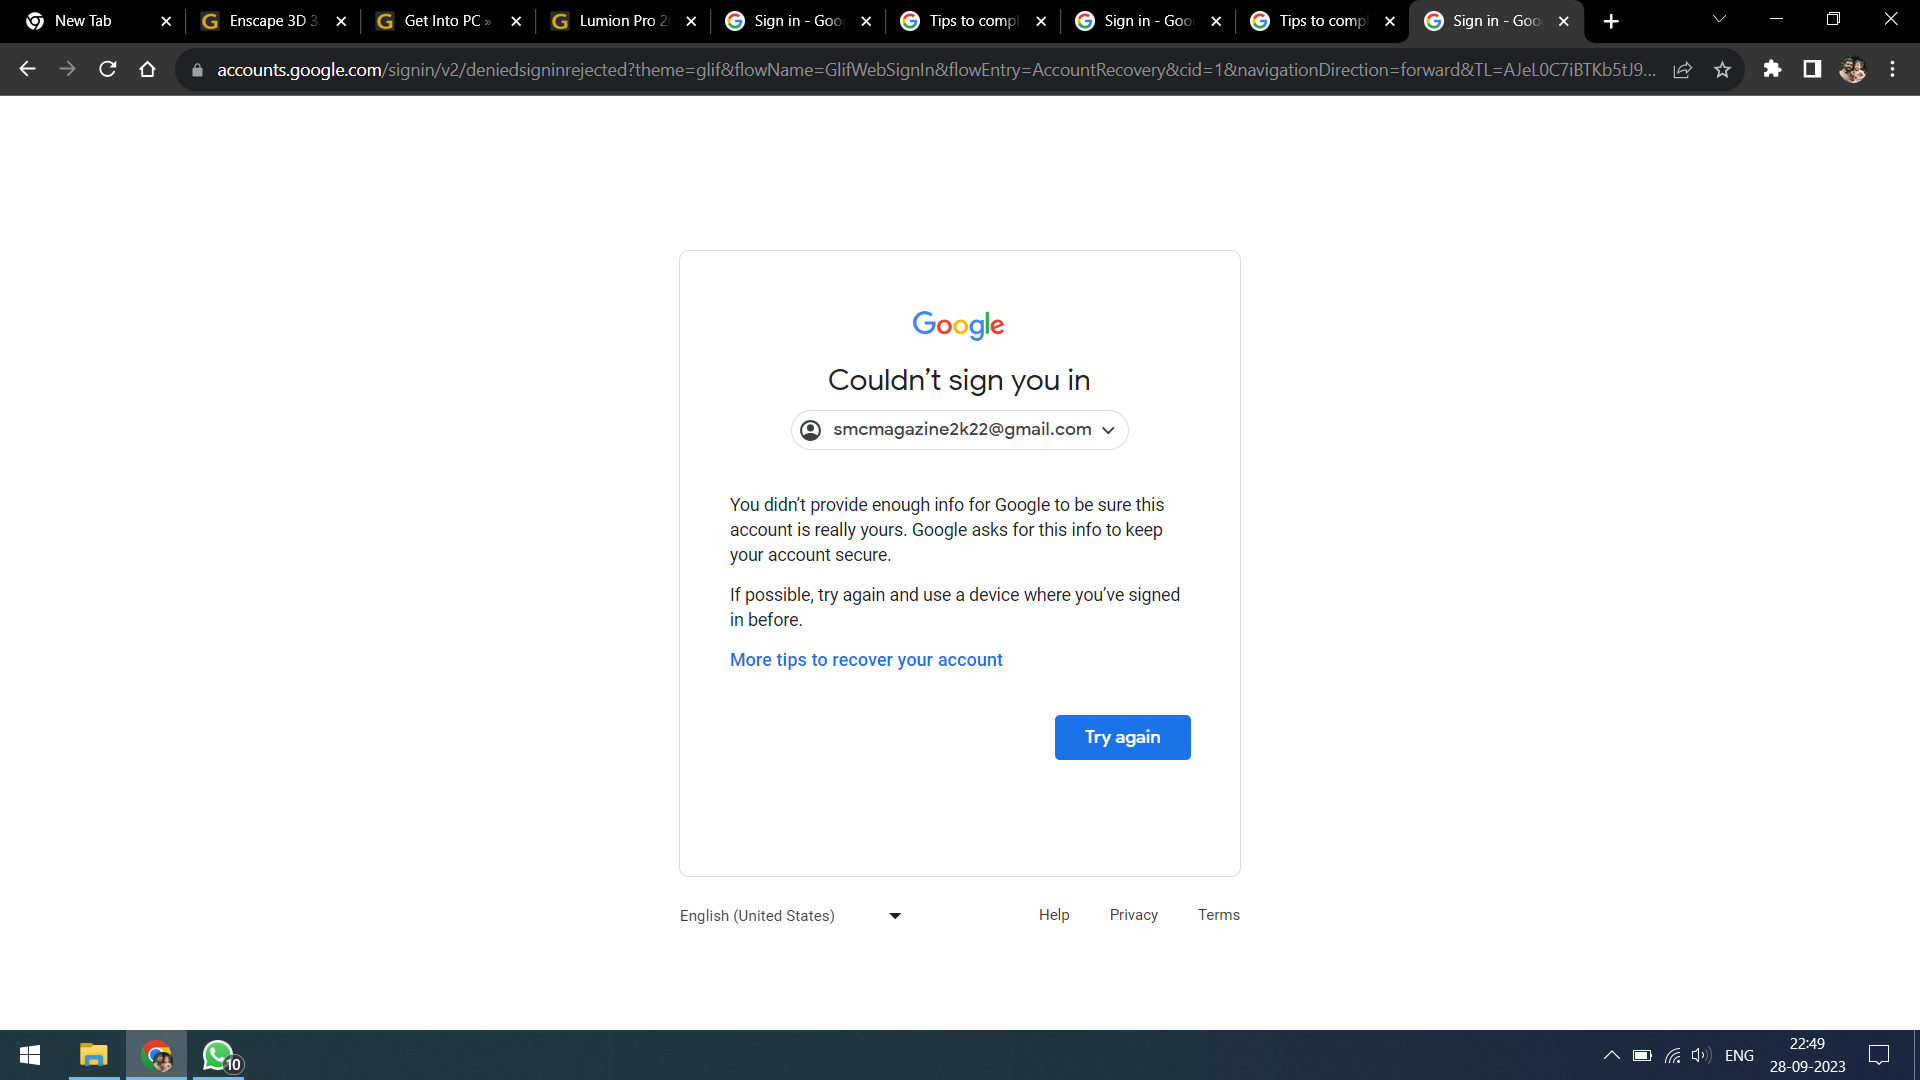 New Tab
Enscape 3D 3
Get Into PC »
Lumion Pro 2
Sign in - Goo
Tips to compl
Sign in - Goo
Tips to compl
Sign in - Goo
accounts.google.com/signin/v2/deniedsigninrejected?theme=glif&flowName=GlifWebSignIn&flowEntry=AccountRecovery&cid=1&navigationDirection=forward&TL=AJeL0C7iBTKb5tJ9...
Google
Couldn’t sign you in
smcmagazine2k22@gmail.com
You didn’t provide enough info for Google to be sure this
account is really yours. Google asks for this info to keep
your account secure.
If possible, try again and use a device where you’ve signed
in before.
More tips to recover your account
Try again
English (United States)
Help
Privacy
Terms
10
ENG
22:49
28-09-2023